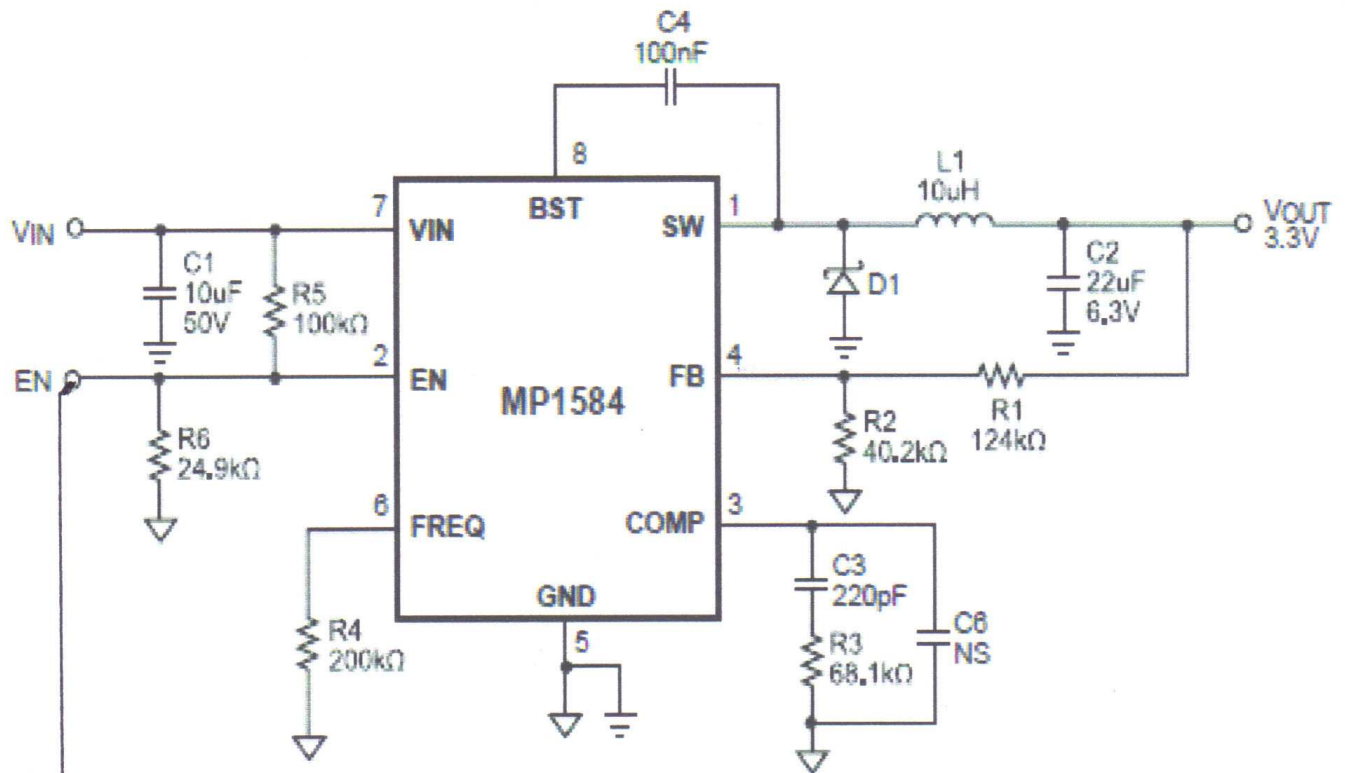 C4
100nF
8
BST
7
VIN
SW
1
L1
10uH
VIN
VOUT
3.3V
C1
10uF
50V
R5
100kΩ
D1
C2
22uF
6.3V
EN
2
EN
FB
4
MP1584
R1
124kΩ
R2
40.2kΩ
R6
24.9kΩ
6
FREQ
COMP
3
C3
220pF
GND
5
R4
200kΩ
R3
68.1kΩ
C6
NS